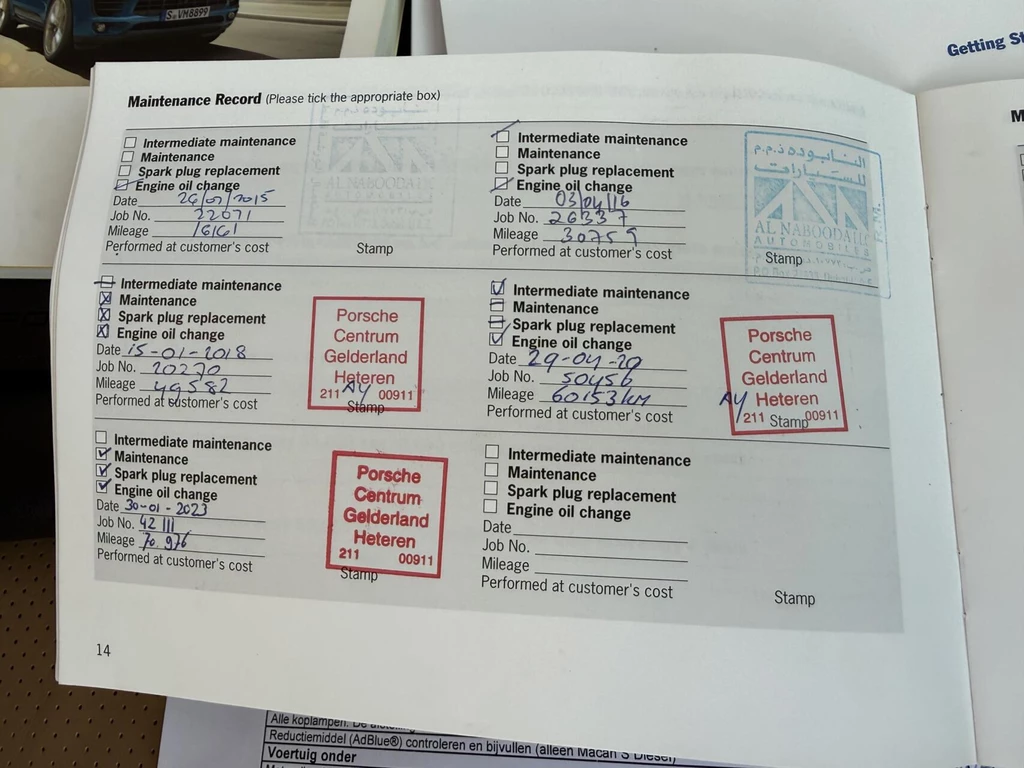 S.VM8899
Getting St
Maintenance Record (Please tick the appropriate box)
Intermediate maintenance
Maintenance
Spark plug replacement
Engine oil change
Date 26/07/2015
Job No. 22071
Mileage 16161
Performed at customer's cost
Stamp
Intermediate maintenance
Maintenance
Spark plug replacement
Engine oil change
Date 03/04/16
Job No. 26337
Mileage 30759
Performed at customer's cost
Stamp
النابوده ذ.م.م
للسيارات
AL NABOODAH
AUTOMOBILES
Intermediate maintenance
Maintenance
Spark plug replacement
Engine oil change
Date 15-01-2018
Job No. 20270
Mileage 49582
Performed at customer's cost
Porsche
Centrum
Gelderland
Heteren
211 AY 00911
Stamp
Intermediate maintenance
Maintenance
Spark plug replacement
Engine oil change
Date 29-04-20
Job No. 50456
Mileage 60153 KM
Performed at customer's cost
Porsche
Centrum
Gelderland
AY Heteren
211 Stamp 00911
Intermediate maintenance
Maintenance
Spark plug replacement
Engine oil change
Date 30-01-2023
Job No. 42 111
Mileage 70.976
Performed at customer's cost
Porsche
Centrum
Gelderland
Heteren
211 00911
Stamp
Intermediate maintenance
Maintenance
Spark plug replacement
Engine oil change
Date
Job No.
Mileage
Performed at customer's cost
Stamp
14
M
Alle koplampen. De
Reductiemiddel (AdBlue®) controleren en bijvullen (alleen Macan S Diesel)
Voertuig onder